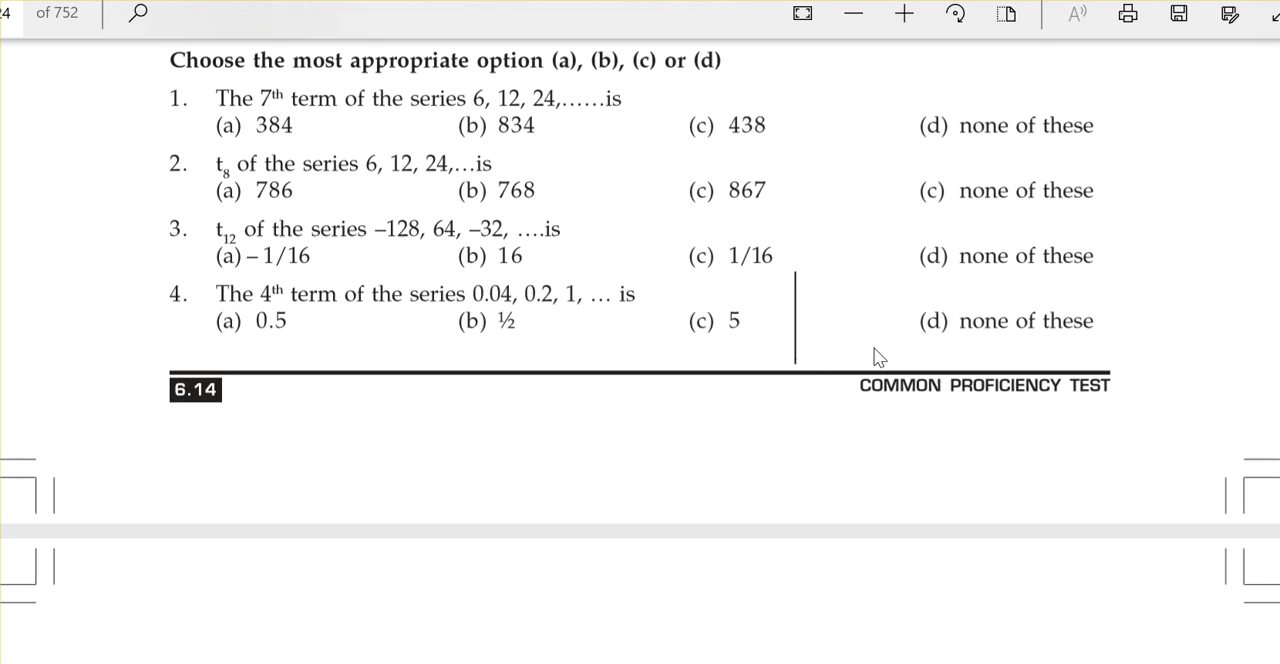 24 of 752
Choose the most appropriate option (a), (b), (c) or (d)
1. The 7th term of the series 6, 12, 24,......is
(a) 384 (b) 834 (c) 438 (d) none of these
2. t8 of the series 6, 12, 24,...is
(a) 786 (b) 768 (c) 867 (c) none of these
3. t12 of the series –128, 64, –32, ....is
(a) – 1/16 (b) 16 (c) 1/16 (d) none of these
4. The 4th term of the series 0.04, 0.2, 1, ... is
(a) 0.5 (b) ½ (c) 5 (d) none of these
6.14 COMMON PROFICIENCY TEST